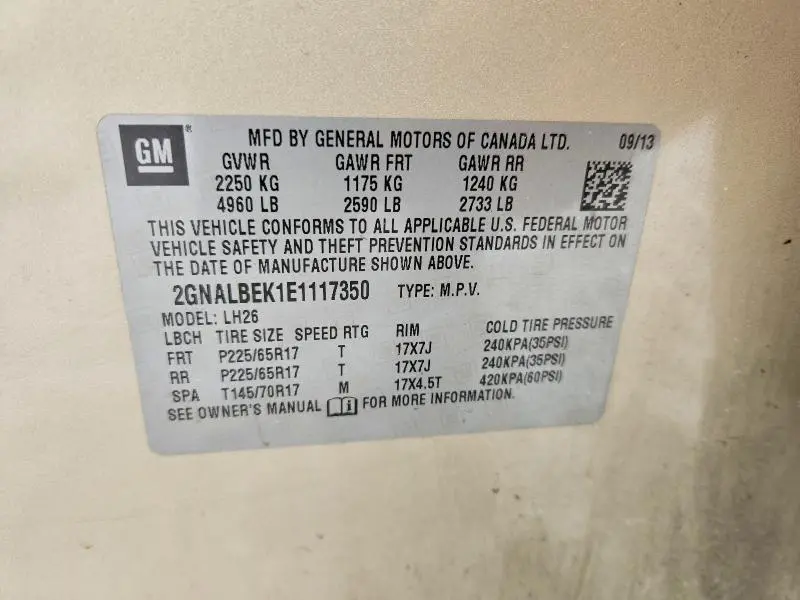 GM® MFD BY GENERAL MOTORS OF CANADA LTD. 09/13
GVWR GAWR FRT GAWR RR
2250 KG 1175 KG 1240 KG
4960 LB 2590 LB 2733 LB
THIS VEHICLE CONFORMS TO ALL APPLICABLE U.S. FEDERAL MOTOR
VEHICLE SAFETY AND THEFT PREVENTION STANDARDS IN EFFECT ON
THE DATE OF MANUFACTURE SHOWN ABOVE.
2GNALBEK1E1117350 TYPE: M.P.V.
MODEL: LH26
LBCH TIRE SIZE SPEED RTG RIM COLD TIRE PRESSURE
FRT P225/65R17 T 17X7J 240KPA(35PSI)
RR P225/65R17 T 17X7J 240KPA(35PSI)
SPA T145/70R17 M 17X4.5T 420KPA(60PSI)
SEE OWNER'S MANUAL FOR MORE INFORMATION.